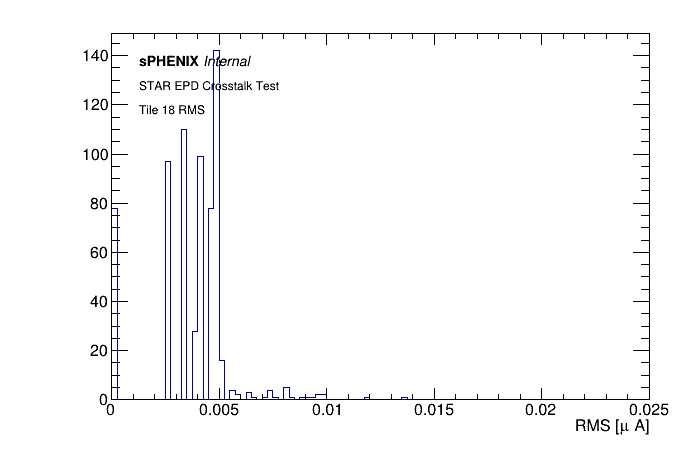 140
120
100
80
60
40
20
0
sPHENIX Internal
STAR EPD Crosstalk Test
Tile 18 RMS
0 0.005 0.01 0.015 0.02 0.025
RMS [μ A]